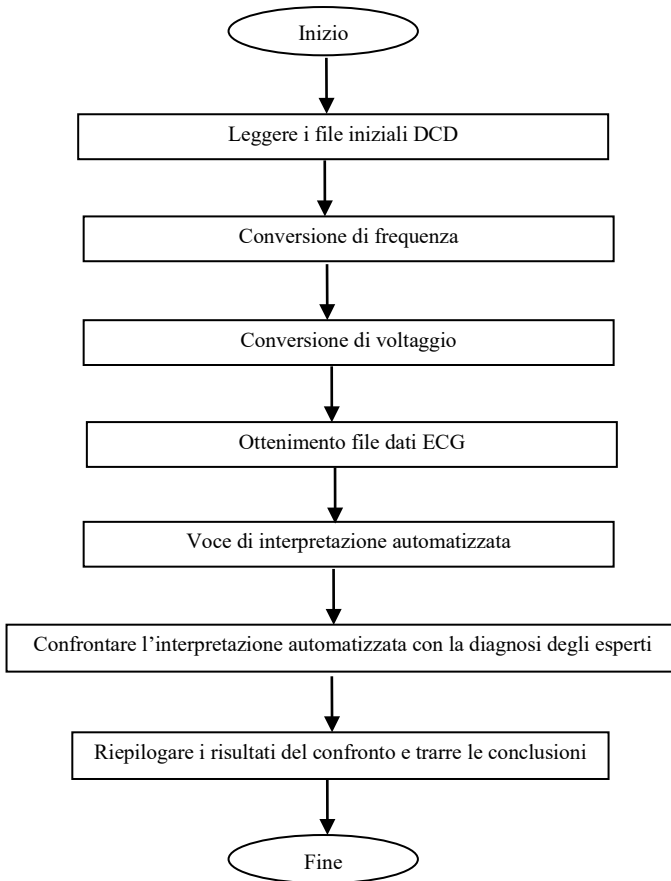 Inizio
Leggere i file iniziali DCD
Conversione di frequenza
Conversione di voltaggio
Ottenimento file dati ECG
Voce di interpretazione automatizzata
Confrontare l’interpretazione automatizzata con la diagnosi degli esperti
Riepilogare i risultati del confronto e trarre le conclusioni
Fine